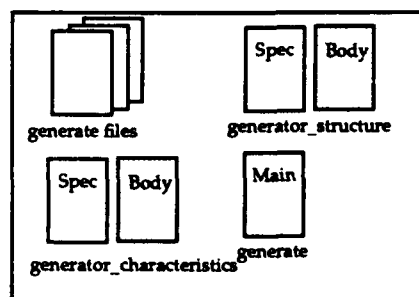 Spec Body
generate files
generator_structure
Spec Body
Main
generator_characteristics
generate